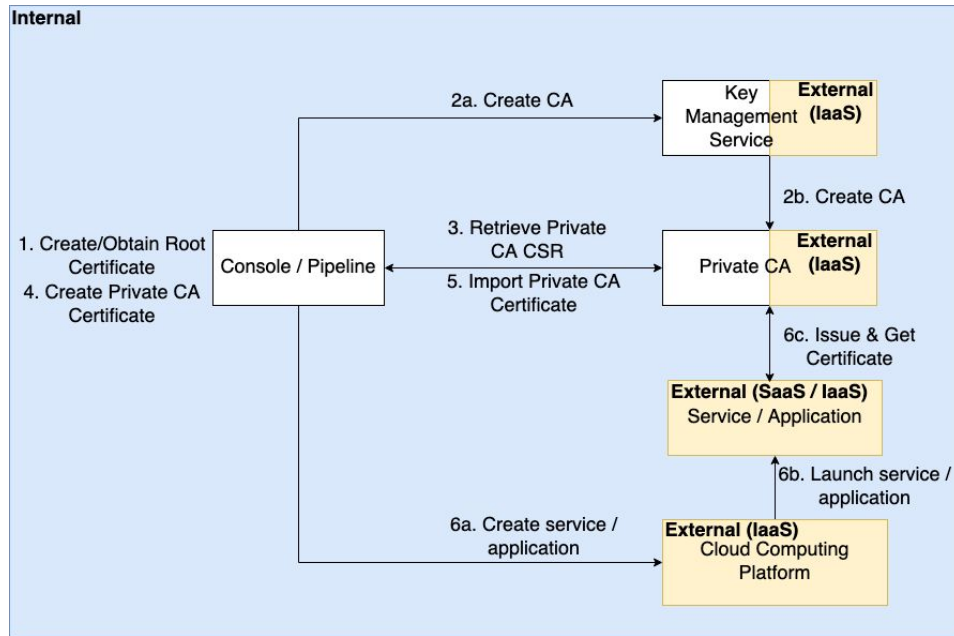 Internal
2a. Create CA
Key
Management
Service
External
(IaaS)
2b. Create CA
1. Create/Obtain Root
Certificate
4. Create Private CA
Certificate
Console / Pipeline
3. Retrieve Private
CA CSR
5. Import Private CA
Certificate
Private CA
External
(IaaS)
6c. Issue & Get
Certificate
External (SaaS / IaaS)
Service / Application
6b. Launch service /
application
6a. Create service /
application
External (IaaS)
Cloud Computing
Platform